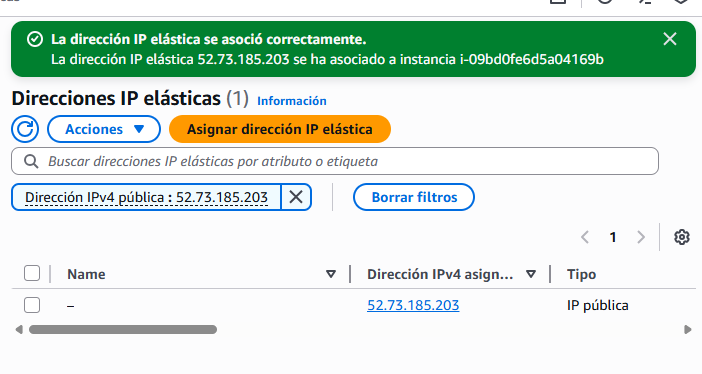 La dirección IP elástica se asoció correctamente.
La dirección IP elástica 52.73.185.203 se ha asociado a instancia i-09bd0fe6d5a04169b
Direcciones IP elásticas (1) Información
Acciones
Asignar dirección IP elástica
Buscar direcciones IP elásticas por atributo o etiqueta
Dirección IPv4 pública : 52.73.185.203
Borrar filtros
1
Name Dirección IPv4 asign... Tipo
– 52.73.185.203 IP pública